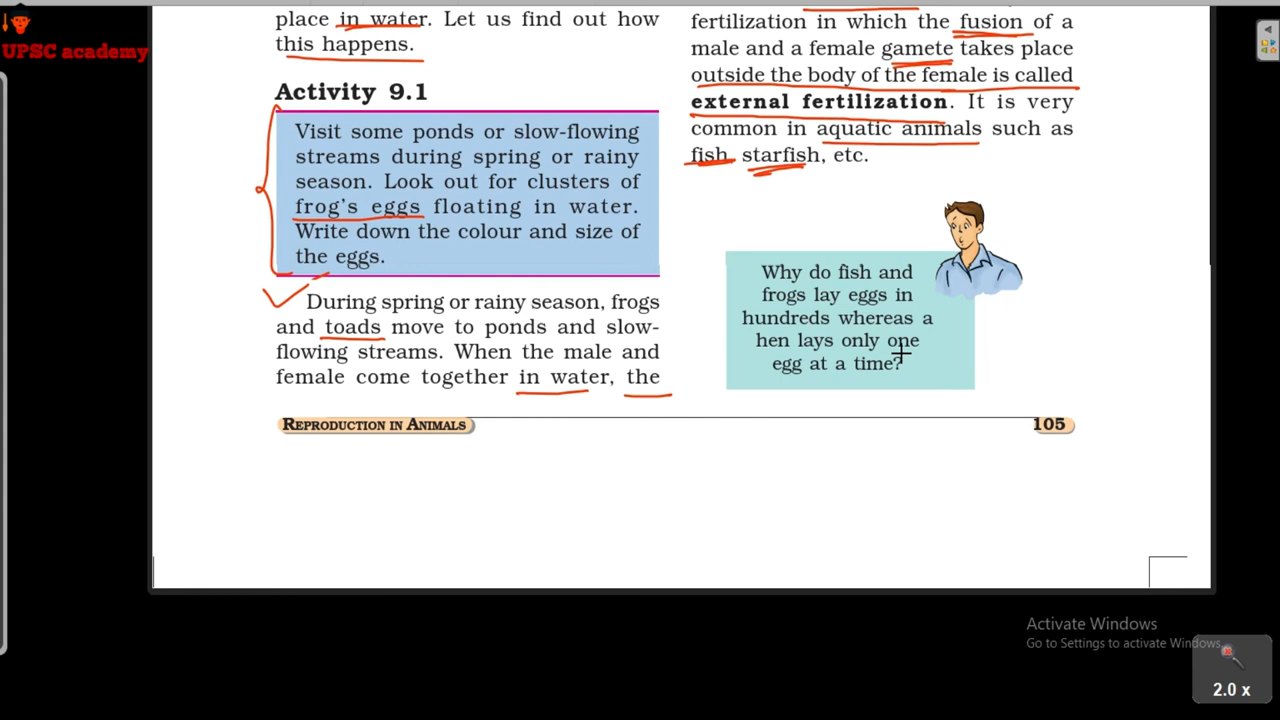 UPSC academy
place in water. Let us find out how
this happens.
Activity 9.1
Visit some ponds or slow-flowing
streams during spring or rainy
season. Look out for clusters of
frog's eggs floating in water.
Write down the colour and size of
the eggs.
During spring or rainy season, frogs
and toads move to ponds and slow-
flowing streams. When the male and
female come together in water, the
fertilization in which the fusion of a
male and a female gamete takes place
outside the body of the female is called
external fertilization. It is very
common in aquatic animals such as
fish, starfish, etc.
Why do fish and
frogs lay eggs in
hundreds whereas a
hen lays only one
egg at a time?
REPRODUCTION IN ANIMALS
105
Activate Windows
Go to Settings to activate Windows.
2.0 x